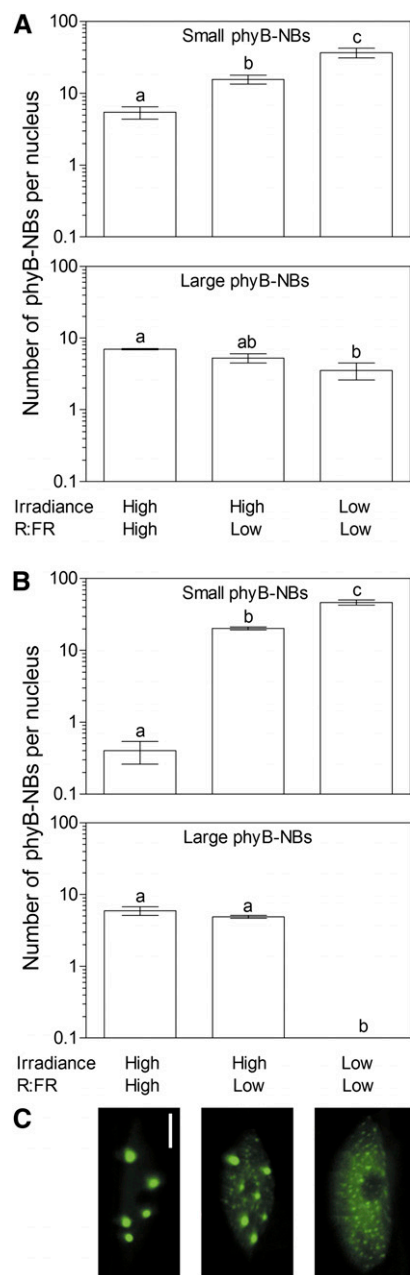 A
Number of phyB-NBs per nucleus
100
Small phyB-NBs
10
1
0.1
a
b
c
100
Large phyB-NBs
10
1
0.1
a
ab
b
Irradiance High High Low
R:FR High Low Low
B
Number of phyB-NBs per nucleus
100
Small phyB-NBs
10
1
0.1
a
b
c
100
Large phyB-NBs
10
1
0.1
a
a
b
Irradiance High High Low
R:FR High Low Low
C